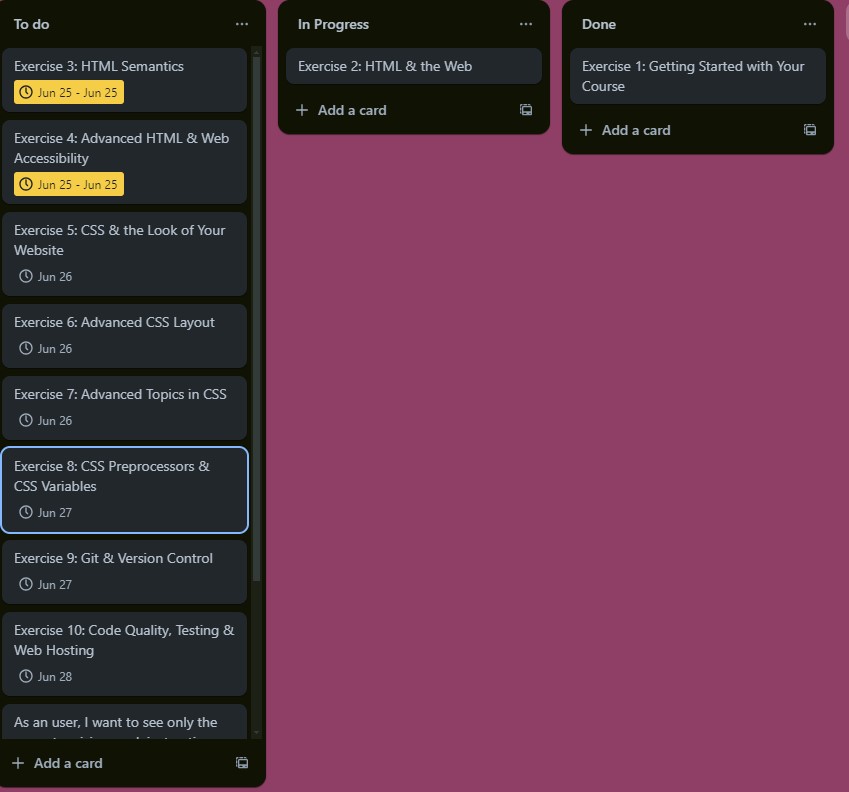 To do
Exercise 3: HTML Semantics
Jun 25 - Jun 25
Exercise 4: Advanced HTML & Web
Accessibility
Jun 25 - Jun 25
Exercise 5: CSS & the Look of Your
Website
Jun 26
Exercise 6: Advanced CSS Layout
Jun 26
Exercise 7: Advanced Topics in CSS
Jun 26
Exercise 8: CSS Preprocessors &
CSS Variables
Jun 27
Exercise 9: Git & Version Control
Jun 27
Exercise 10: Code Quality, Testing &
Web Hosting
Jun 28
As an user, I want to see only the
Add a card
In Progress
Exercise 2: HTML & the Web
Add a card
Done
Exercise 1: Getting Started with Your
Course
Add a card